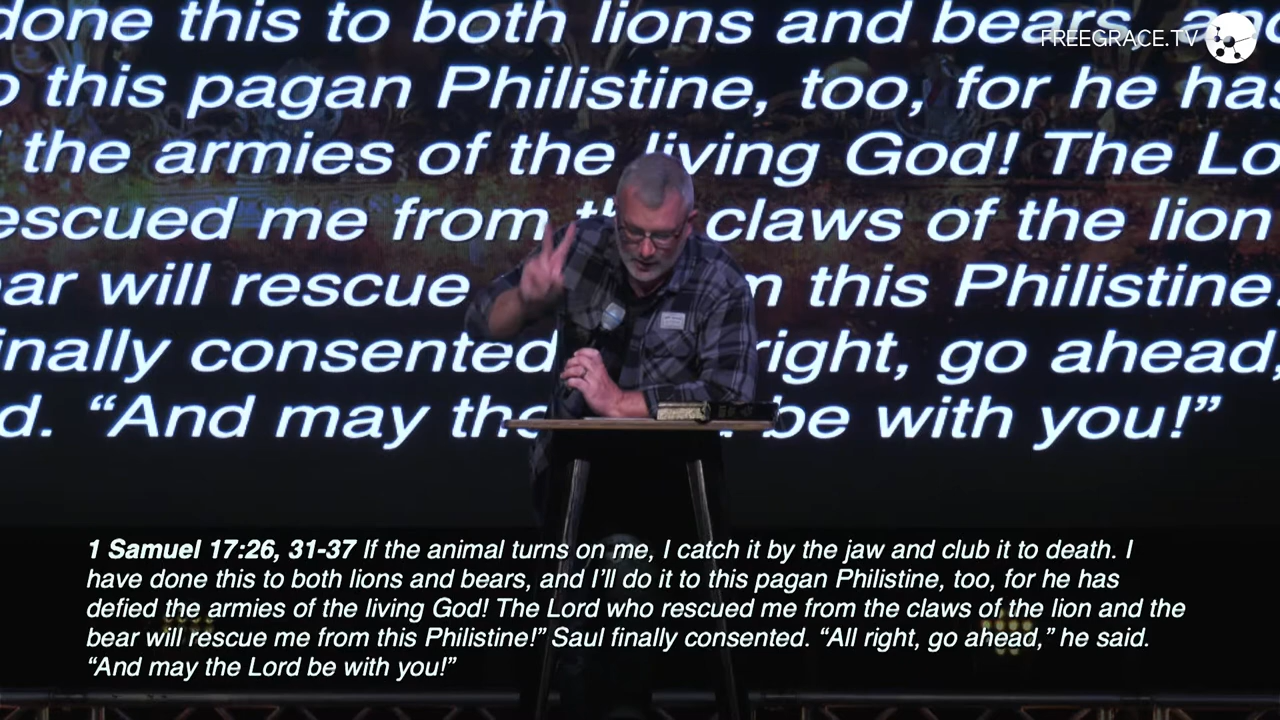 done this to both lions and bears, and
FREEGRACE.TV
o this pagan Philistine, too, for he has
the armies of the living God! The Lo
escued me from the claws of the lion
ar will rescue m this Philistine!
inally consented right, go ahead,
d. “And may the be with you!”
1 Samuel 17:26, 31-37 If the animal turns on me, I catch it by the jaw and club it to death. I
have done this to both lions and bears, and I’ll do it to this pagan Philistine, too, for he has
defied the armies of the living God! The Lord who rescued me from the claws of the lion and the
bear will rescue me from this Philistine!” Saul finally consented. “All right, go ahead,” he said.
“And may the Lord be with you!”